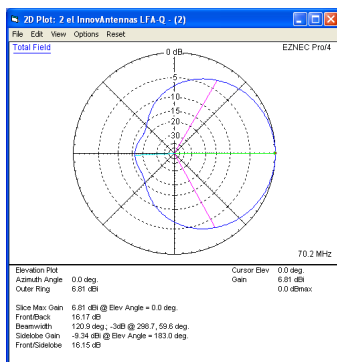 2D Plot: 2 el InnovAntennas LFA-Q - (2)
File Edit View Options Reset
Total Field
EZNEC Pro/4
0 dB
-5
-10
-15
-20
-30
70.2 MHz
Elevation Plot
Azimuth Angle 0.0 deg.
Outer Ring 6.81 dBi
Cursor Elev 0.0 deg.
Gain 6.81 dBi
0.0 dBmax
Slice Max Gain 6.81 dBi @ Elev Angle = 0.0 deg.
Front/Back 16.17 dB
Beamwidth 120.9 deg.; -3dB @ 298.7, 59.6 deg.
Sidelobe Gain -9.34 dBi @ Elev Angle = 183.0 deg.
Front/Sidelobe 16.15 dB